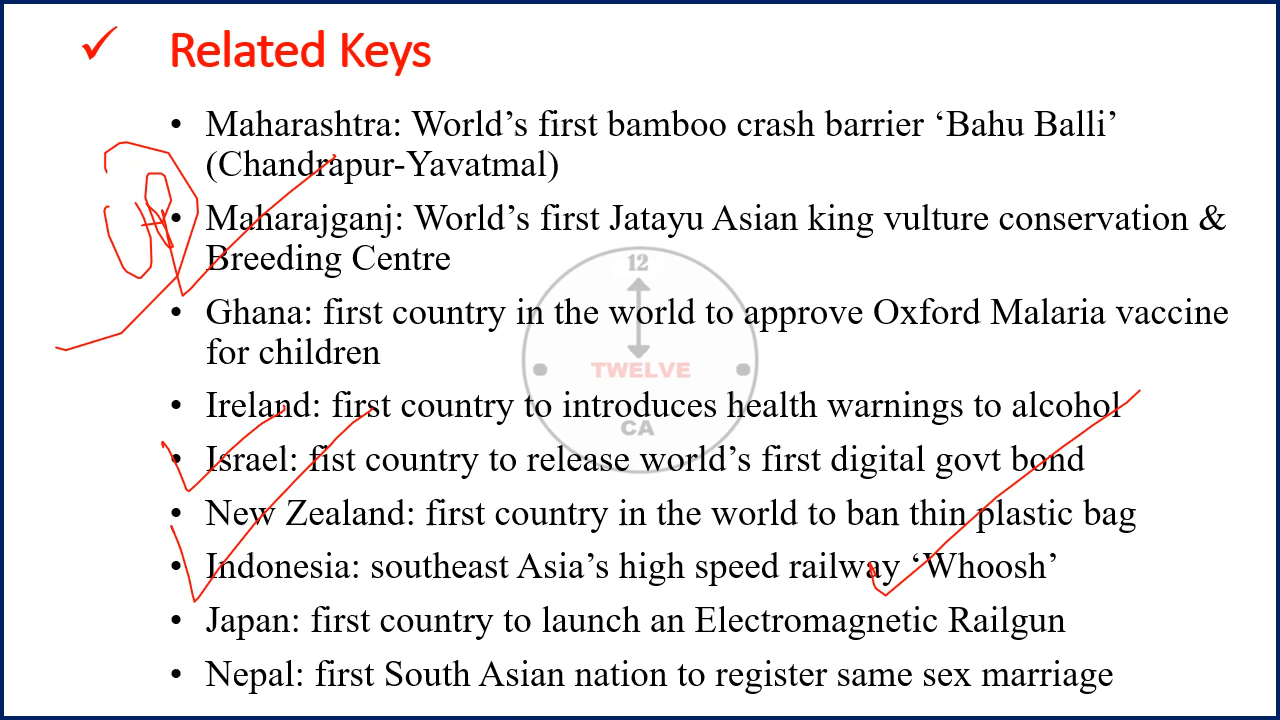 ✓ Related Keys
• Maharashtra: World’s first bamboo crash barrier ‘Bahu Balli’
(Chandrapur-Yavatmal)
• Maharajganj: World’s first Jatayu Asian king vulture conservation &
Breeding Centre
• Ghana: first country in the world to approve Oxford Malaria vaccine
for children
• Ireland: first country to introduces health warnings to alcohol
• Israel: fist country to release world’s first digital govt bond
• New Zealand: first country in the world to ban thin plastic bag
• Indonesia: southeast Asia’s high speed railway ‘Whoosh’
• Japan: first country to launch an Electromagnetic Railgun
• Nepal: first South Asian nation to register same sex marriage
UP
12
TWELVE
CA